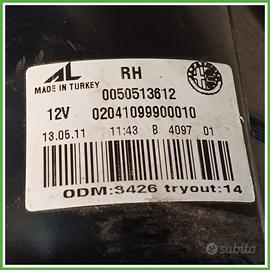 AL RH
MADE IN TURKEY 0050513612
12V 02041099900010
13.05.11 11:43 B 4097 01
ODM:3426 tryout:14
subito